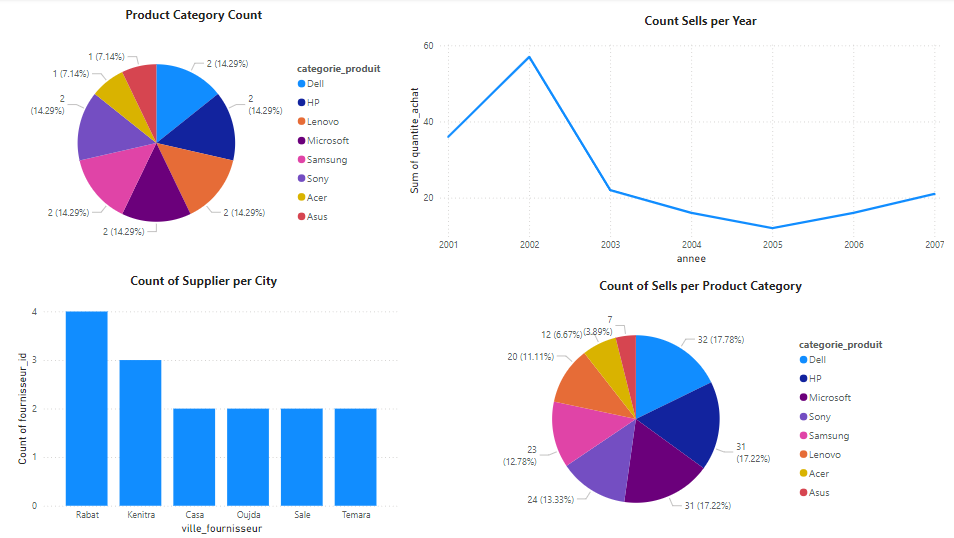 Product Category Count
1 (7.14%)
2 (14.29%)
1 (7.14%)
2
(14.29%)
2
(14.29%)
2 (14.29%)
2 (14.29%)
2 (14.29%)
categorie_produit
Dell
HP
Lenovo
Microsoft
Samsung
Sony
Acer
Asus
Count Sells per Year
Sum of quantite_achat
60
40
20
2001
2002
2003
2004
2005
2006
2007
annee
Count of Supplier per City
Count of fournisseur_id
4
3
2
1
0
Rabat
Kenitra
Casa
Oujda
Sale
Temara
ville_fournisseur
Count of Sells per Product Category
7
(3.89%)
12 (6.67%)
32 (17.78%)
20 (11.11%)
31
(17.22%)
23
(12.78%)
24 (13.33%)
31 (17.22%)
categorie_produit
Dell
HP
Microsoft
Sony
Samsung
Lenovo
Acer
Asus